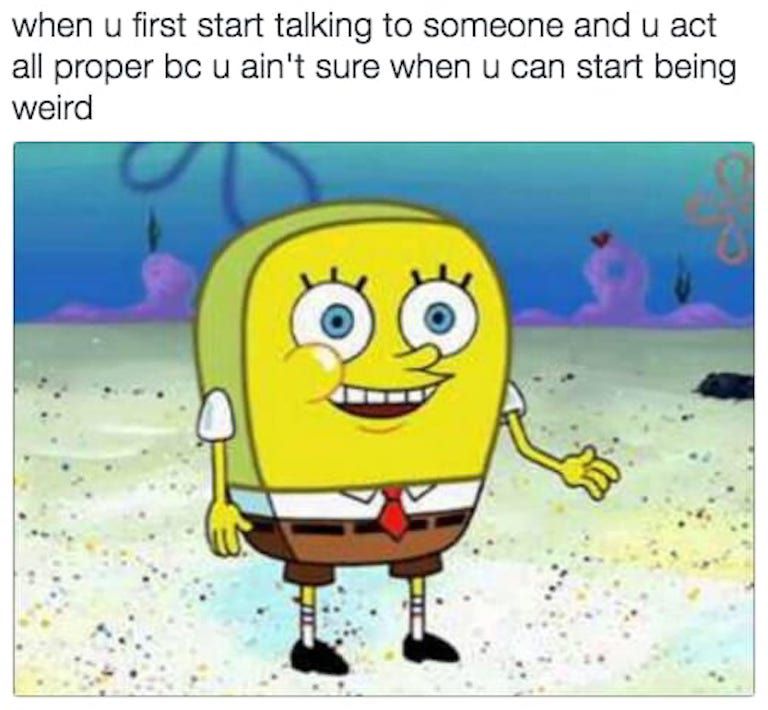 when u first start talking to someone and u act
all proper bc u ain't sure when u can start being
weird